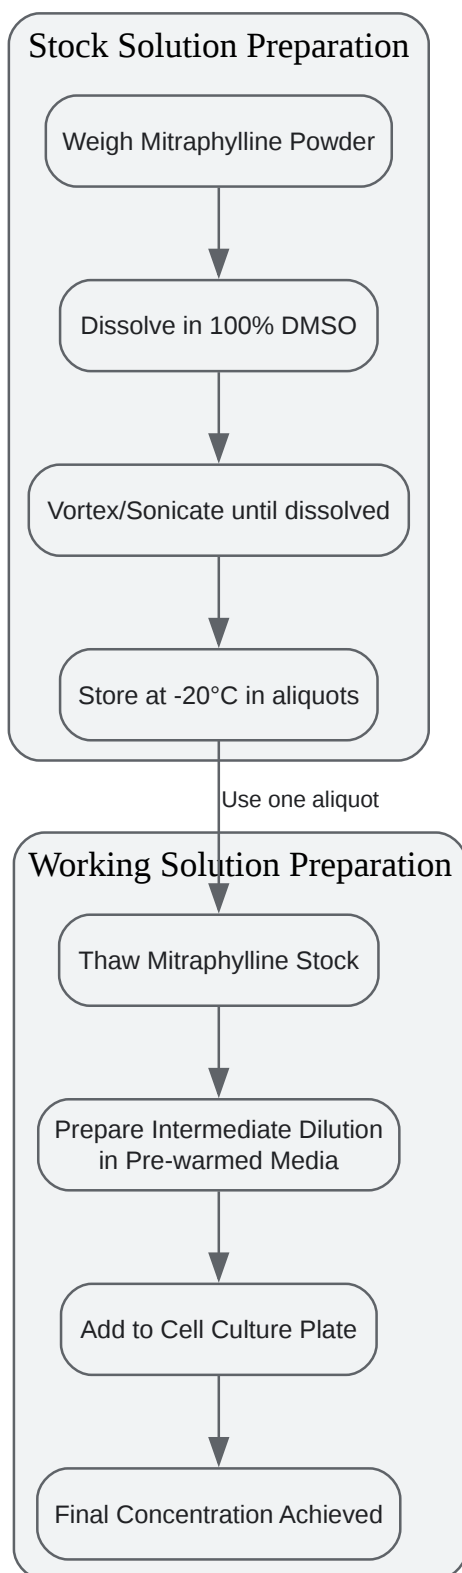 Stock Solution Preparation
Weigh Mitraphylline Powder
Dissolve in 100% DMSO
Vortex/Sonicate until dissolved
Store at -20°C in aliquots
Use one aliquot
Working Solution Preparation
Thaw Mitraphylline Stock
Prepare Intermediate Dilution
in Pre-warmed Media
Add to Cell Culture Plate
Final Concentration Achieved